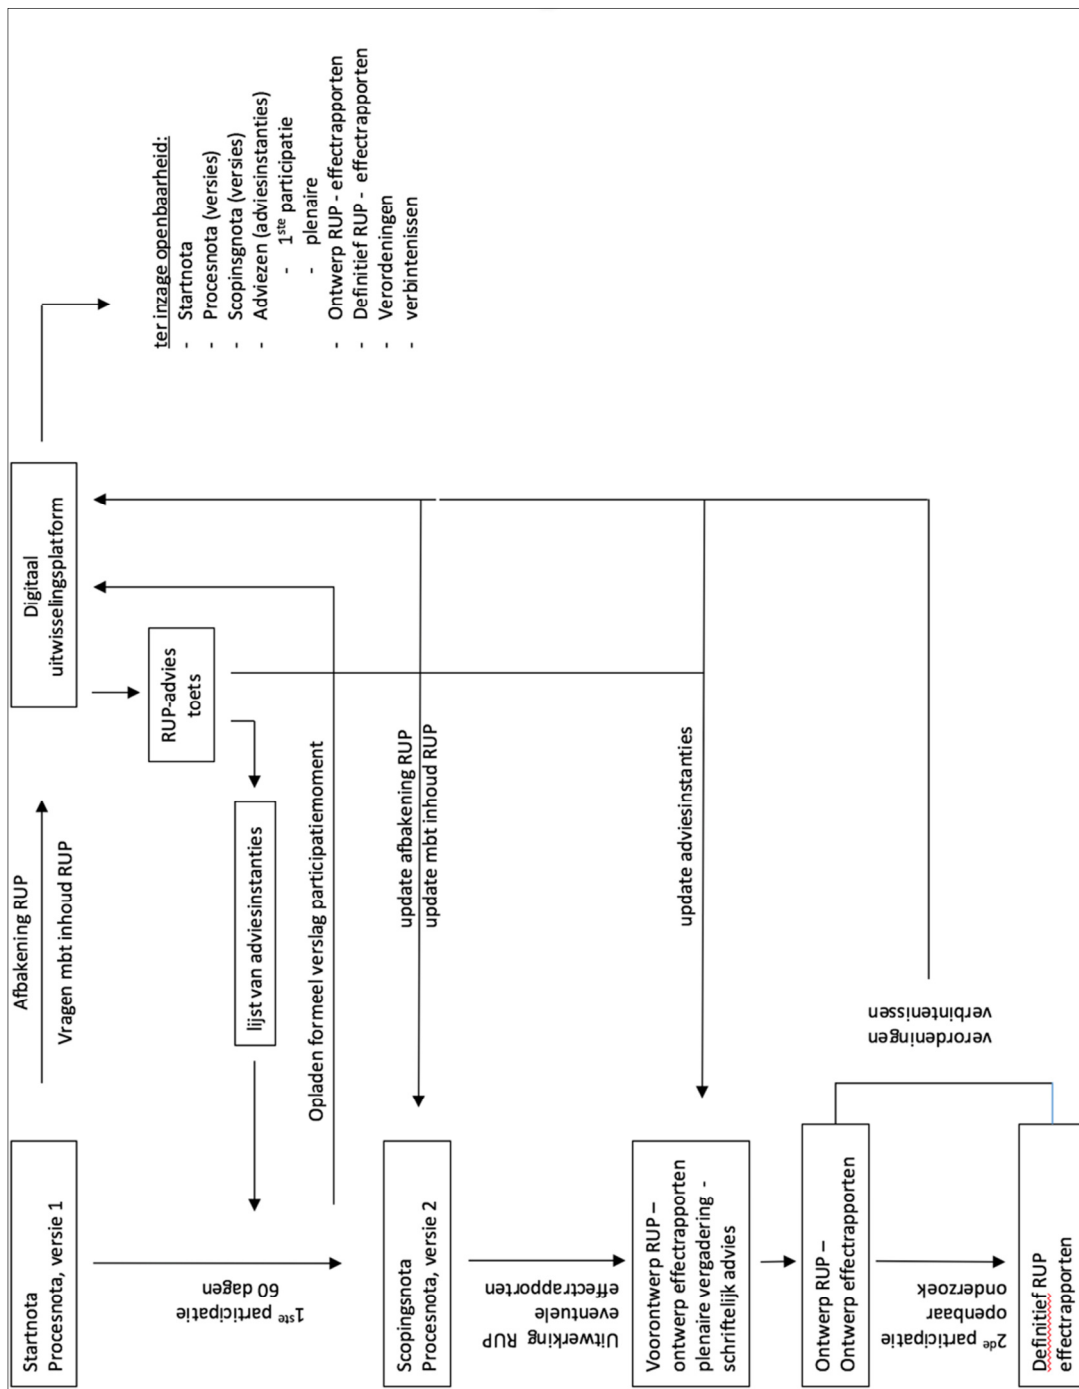 Startnota
Procesnota, versie 1
Afbakening RUP
Vragen mbt inhoud RUP
Digitaal
uitwisselingsplatform
ter inzage openbaarheid:
- Startnota
- Procesnota (versies)
- Scopinsgnota (versies)
- Adviezen (adviesinstanties)
- 1ste participatie
- plenaire
- Ontwerp RUP - effectrapporten
- Definitief RUP - effectrapporten
- Verordeningen
- verbintenissen
RUP-advies
toets
lijst van adviesinstanties
1ste participatie
60 dagen
Opladen formeel verslag participatiemoment
Scopingsnota
Procesnota, versie 2
update afbakening RUP
update mbt inhoud RUP
Uitwerking RUP
eventuele
effectrapporten
Voorontwerp RUP –
ontwerp effectrapporten
plenaire vergadering -
schriftelijk advies
update adviesinstanties
Ontwerp RUP –
Ontwerp effectrapporten
verordeningen
verbintenissen
2de participatie
openbaar
onderzoek
Definitief RUP
effectrapporten